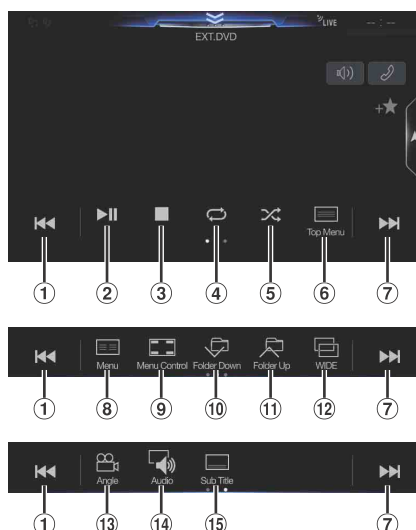 LIVE
-- : --
EXT.DVD
Top Menu
1 2 3 4 5 6 7
Menu Menu Control Folder Down Folder Up WIDE
1 8 9 10 11 12 7
Angle Audio Sub Title
1 13 14 15 7